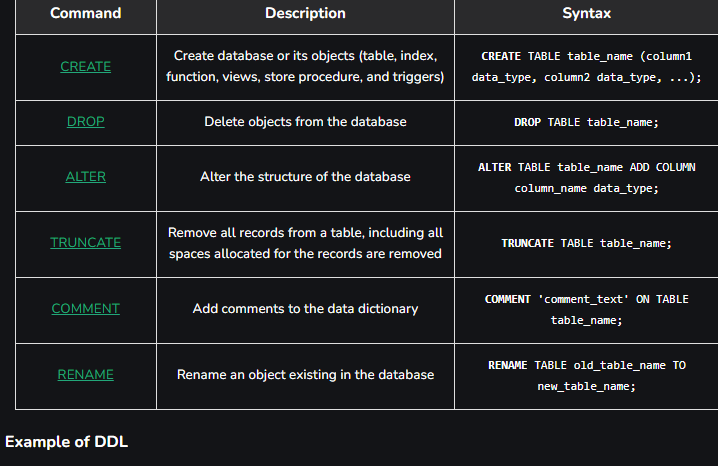 Command Description Syntax
CREATE
Create database or its objects (table, index,
function, views, store procedure, and triggers)
CREATE TABLE table_name (column1
data_type, column2 data_type, ...);
DROP
Delete objects from the database
DROP TABLE table_name;
ALTER
Alter the structure of the database
ALTER TABLE table_name ADD COLUMN
column_name data_type;
TRUNCATE
Remove all records from a table, including all
spaces allocated for the records are removed
TRUNCATE TABLE table_name;
COMMENT
Add comments to the data dictionary
COMMENT 'comment_text' ON TABLE
table_name;
RENAME
Rename an object existing in the database
RENAME TABLE old_table_name TO
new_table_name;
Example of DDL